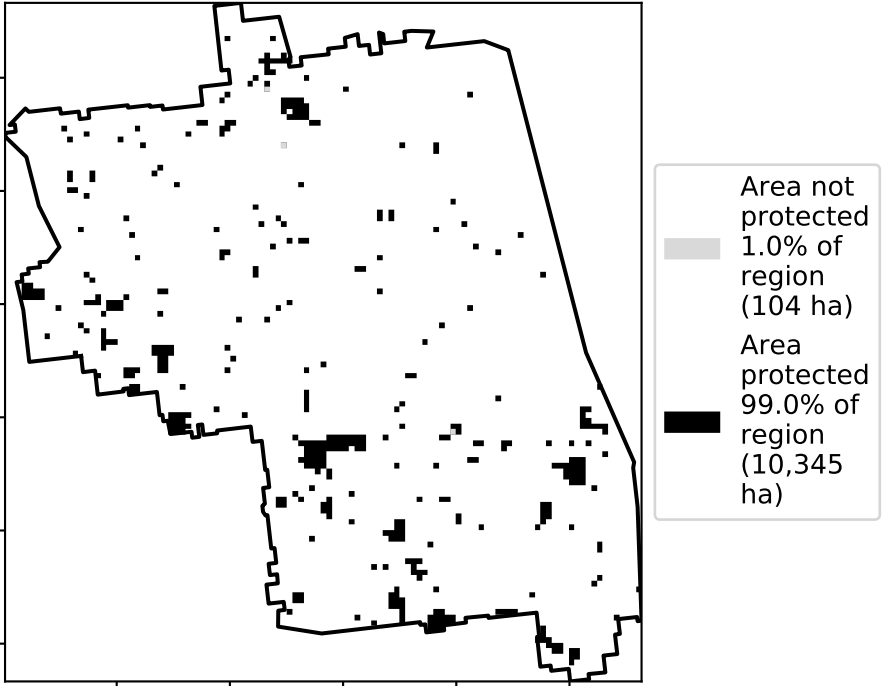 Area not
protected
1.0% of
region
(104 ha)
Area
protected
99.0% of
region
(10,345
ha)